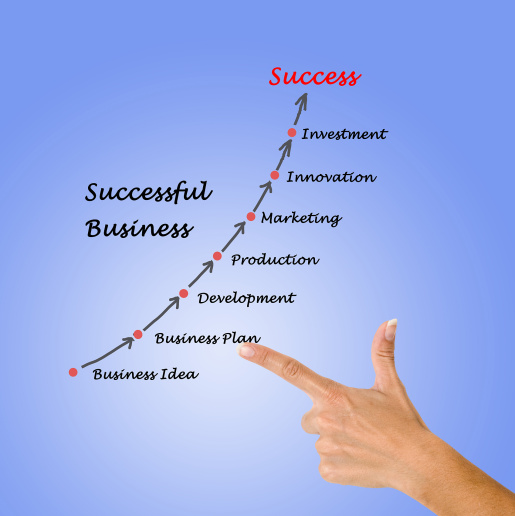 Success
Investment
Innovation
Successful
Business
Marketing
Production
Development
Business Plan
Business Idea